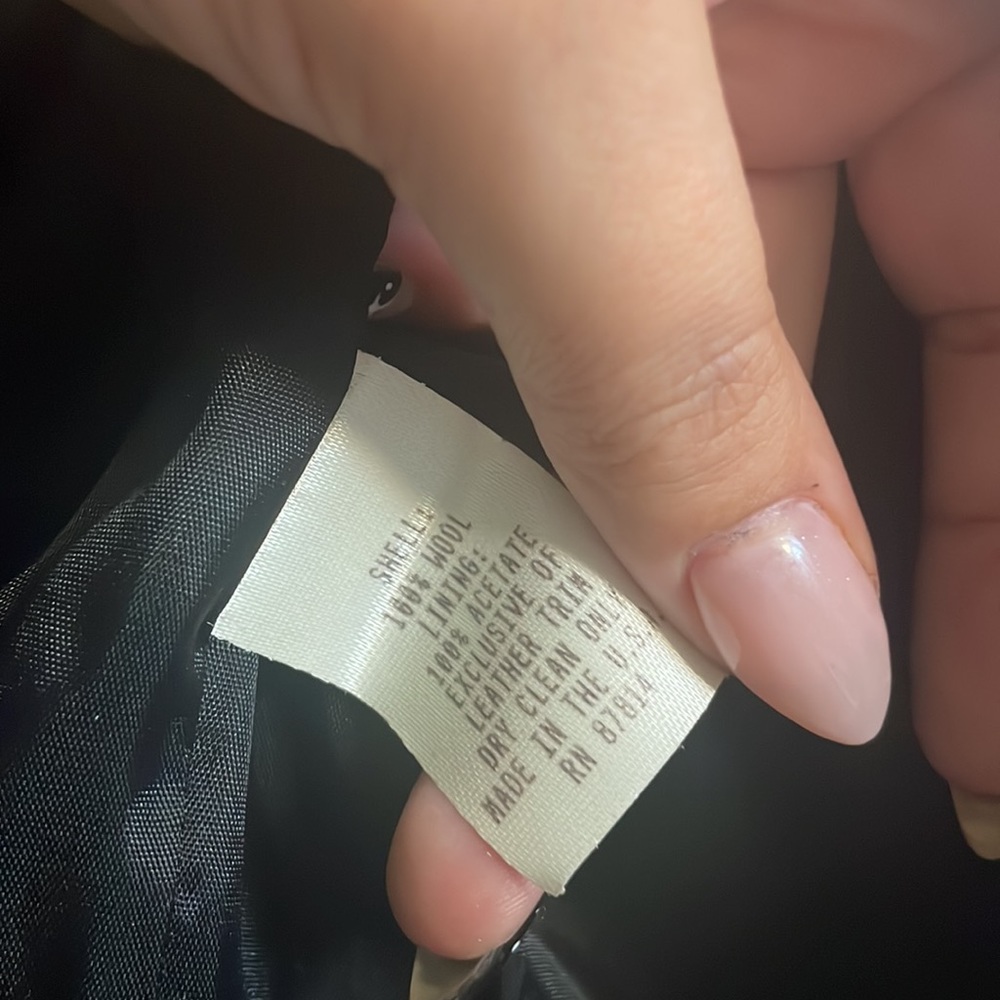 SHELL:
100% WOOL
LINING:
100% ACETATE
EXCLUSIVE OF
LEATHER TRIM
DRY CLEAN ONLY
MADE IN THE U.S.A
RN 87814